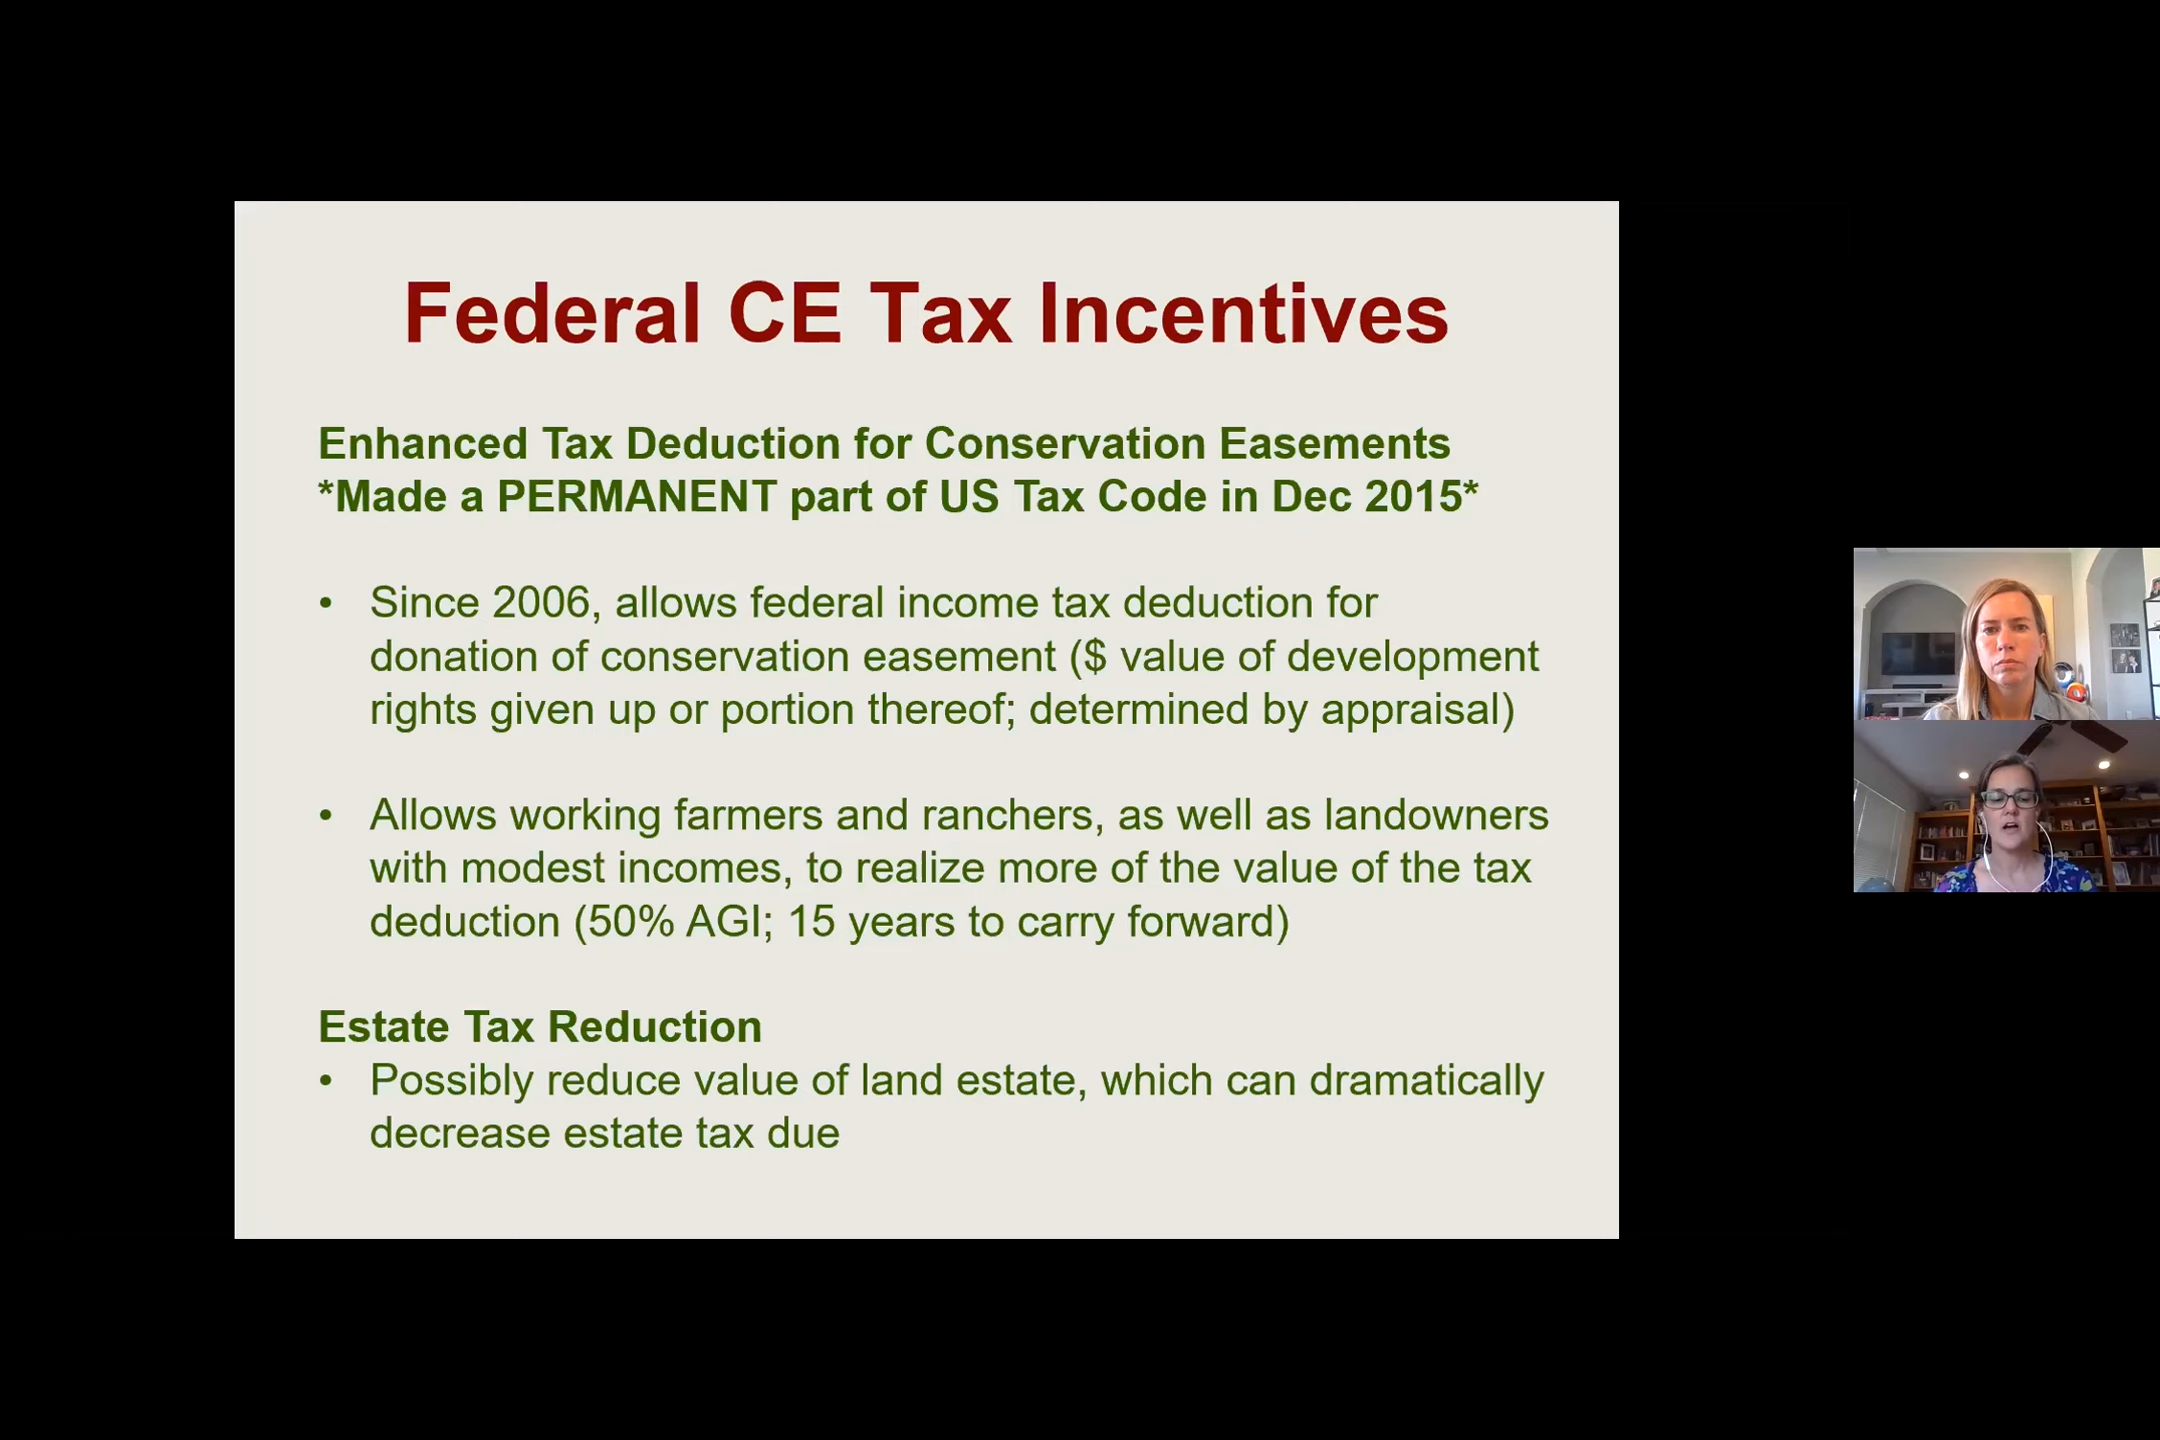 Federal CE Tax Incentives
Enhanced Tax Deduction for Conservation Easements
*Made a PERMANENT part of US Tax Code in Dec 2015*
• Since 2006, allows federal income tax deduction for
donation of conservation easement ($ value of development
rights given up or portion thereof; determined by appraisal)
• Allows working farmers and ranchers, as well as landowners
with modest incomes, to realize more of the value of the tax
deduction (50% AGI; 15 years to carry forward)
Estate Tax Reduction
• Possibly reduce value of land estate, which can dramatically
decrease estate tax due